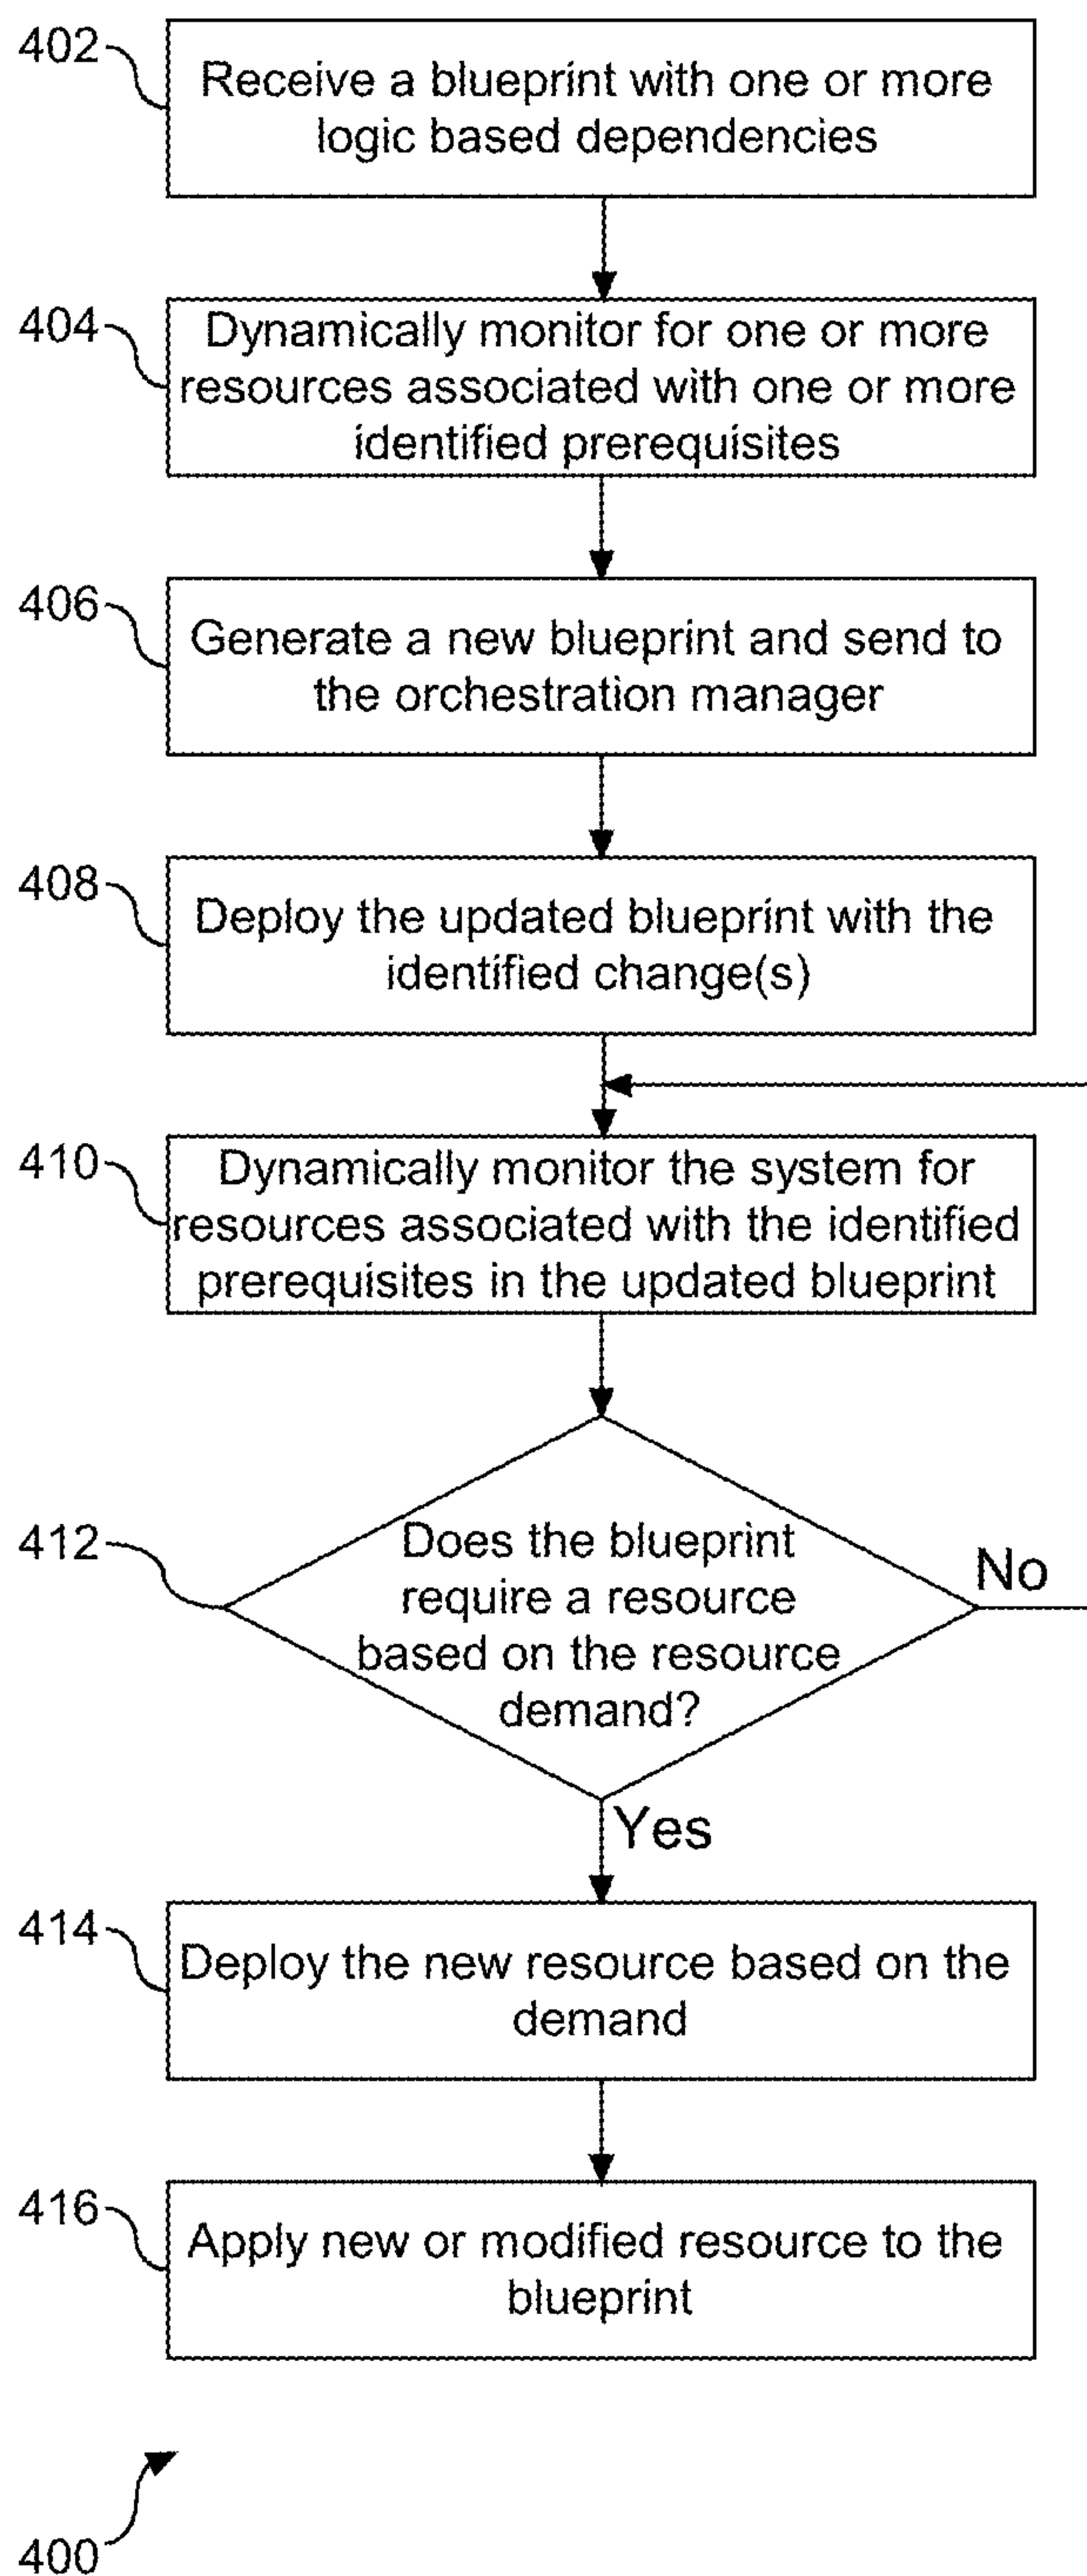 402
Receive a blueprint with one or more
logic based dependencies
404
Dynamically monitor for one or more
resources associated with one or more
identified prerequisites
406
Generate a new blueprint and send to
the orchestration manager
408
Deploy the updated blueprint with the
identified change(s)
410
Dynamically monitor the system for
resources associated with the identified
prerequisites in the updated blueprint
412
Does the blueprint
require a resource
based on the resource
demand?
No
Yes
414
Deploy the new resource based on the
demand
416
Apply new or modified resource to the
blueprint
400